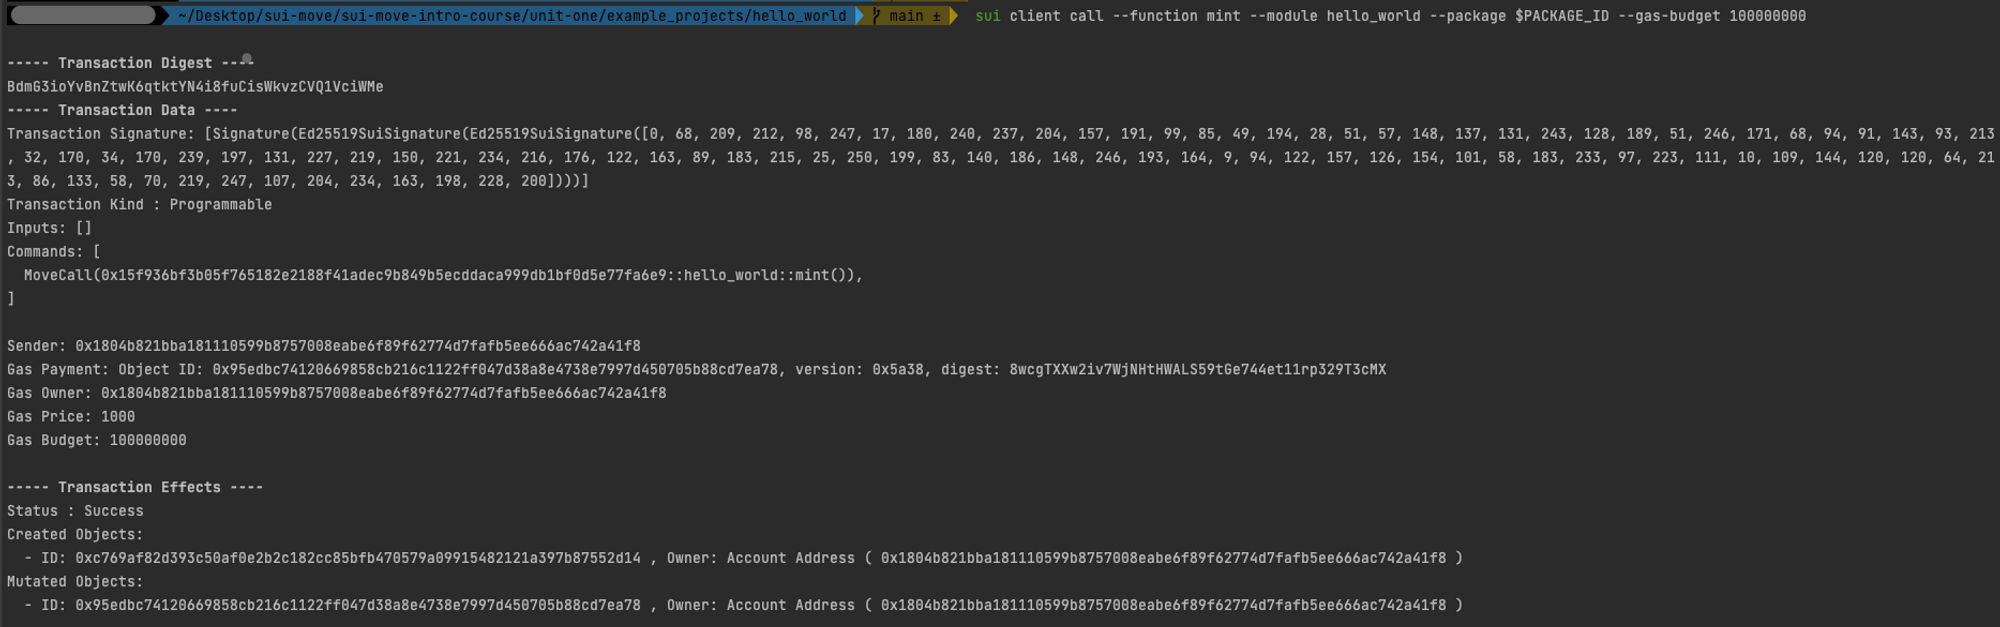 ~/Desktop/sui-move/sui-move-intro-course/unit-one/example_projects/hello_world main ± sui client call --function mint --module hello_world --package $PACKAGE_ID --gas-budget 100000000
----- Transaction Digest ----
BdmG3ioYvBnZtwK6qtktYN4i8fuCisWkvzCVQ1VciWMe
----- Transaction Data ----
Transaction Signature: [Signature(Ed25519SuiSignature(Ed25519SuiSignature([0, 68, 209, 212, 98, 247, 17, 180, 240, 237, 204, 157, 191, 99, 85, 49, 194, 28, 51, 57, 148, 137, 131, 243, 128, 189, 51, 246, 171, 68, 94, 91, 143, 93, 213
, 32, 170, 34, 170, 239, 197, 131, 227, 219, 150, 221, 234, 216, 176, 122, 163, 89, 183, 215, 25, 250, 199, 83, 140, 186, 148, 246, 193, 164, 9, 94, 122, 157, 126, 154, 101, 58, 183, 233, 97, 223, 111, 10, 109, 144, 120, 120, 64, 21
3, 86, 133, 58, 70, 219, 247, 107, 204, 234, 163, 198, 228, 200]))))]
Transaction Kind : Programmable
Inputs: []
Commands: [
MoveCall(0x15f936bf3b05f765182e2188f41adec9b849b5ecddaca999db1bf0d5e77fa6e9::hello_world::mint()),
]
Sender: 0x1804b821bba181110599b8757008eabe6f89f62774d7fafb5ee666ac742a41f8
Gas Payment: Object ID: 0x95edbc74120669858cb216c1122ff047d38a8e4738e7997d450705b88cd7ea78, version: 0x5a38, digest: 8wcgTXXw2iv7WjNHtHWALS59tGe744et11rp329T3cMX
Gas Owner: 0x1804b821bba181110599b8757008eabe6f89f62774d7fafb5ee666ac742a41f8
Gas Price: 1000
Gas Budget: 100000000
----- Transaction Effects ----
Status : Success
Created Objects:
- ID: 0xc769af82d393c50af0e2b2c182cc85bfb470579a09915482121a397b87552d14 , Owner: Account Address ( 0x1804b821bba181110599b8757008eabe6f89f62774d7fafb5ee666ac742a41f8 )
Mutated Objects:
- ID: 0x95edbc74120669858cb216c1122ff047d38a8e4738e7997d450705b88cd7ea78 , Owner: Account Address ( 0x1804b821bba181110599b8757008eabe6f89f62774d7fafb5ee666ac742a41f8 )